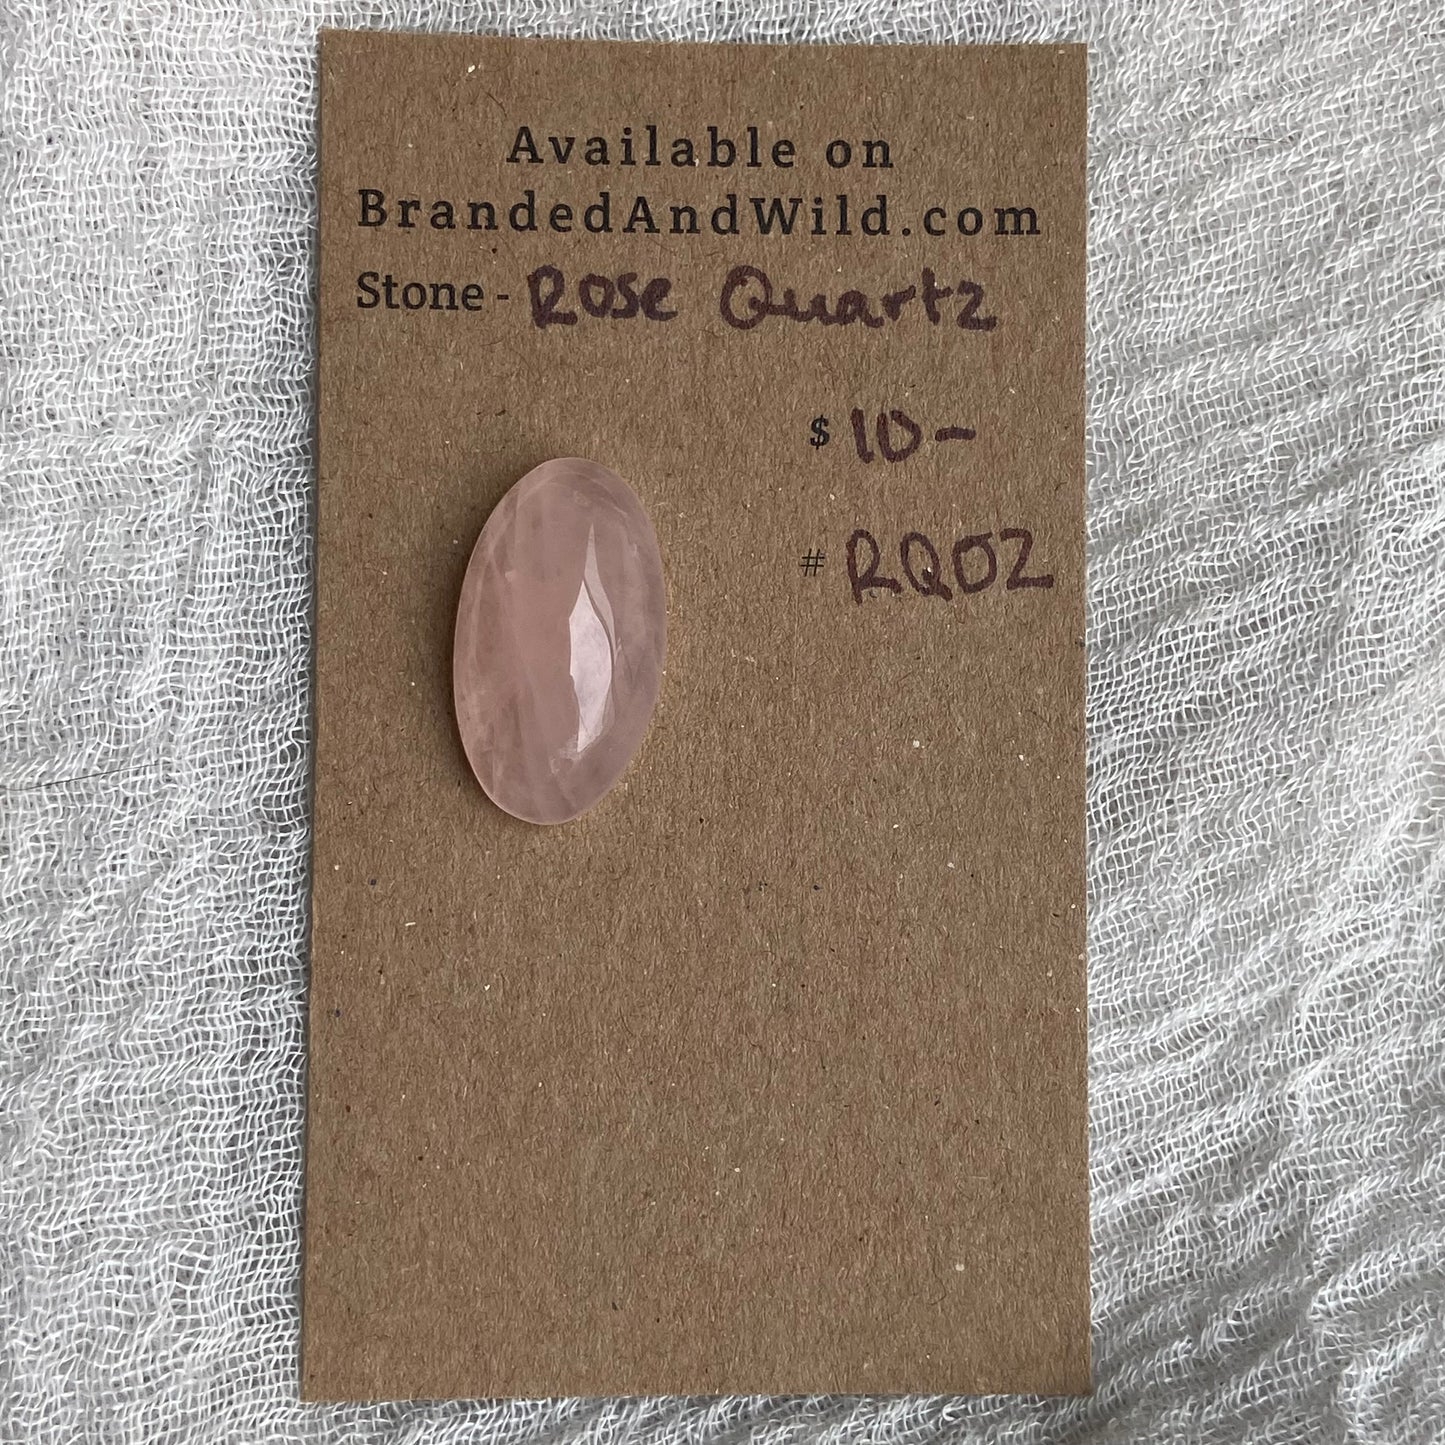 Available on
BrandedAndWild.com
Stone - Rose Quartz
$ 10-
# RQ02